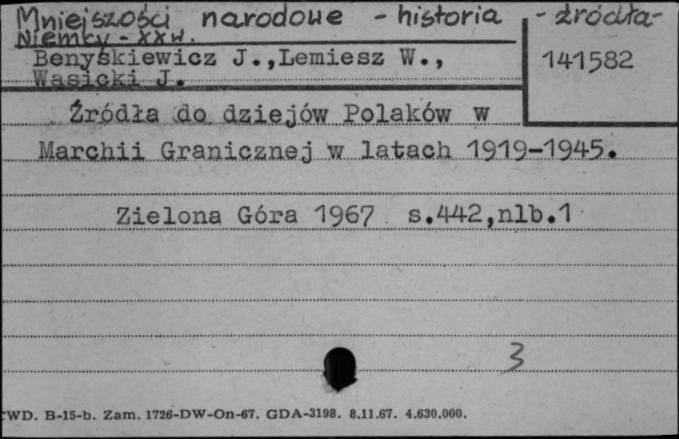 Mniejszości narodowe - historia - źródła -
Niemcy - XX w.
Benyskiewicz J.,Lemiesz W.,
Wąsicki J.
141582
Źródła do dziejów Polaków w
Marchii Granicznej w latach 1919-1945.
Zielona Góra 1967 s.442,nlb.1
3
CWD. B-15-b. Zam. 1726-DW-On-67. GDA-3198. 8.11.67. 4.630.000.